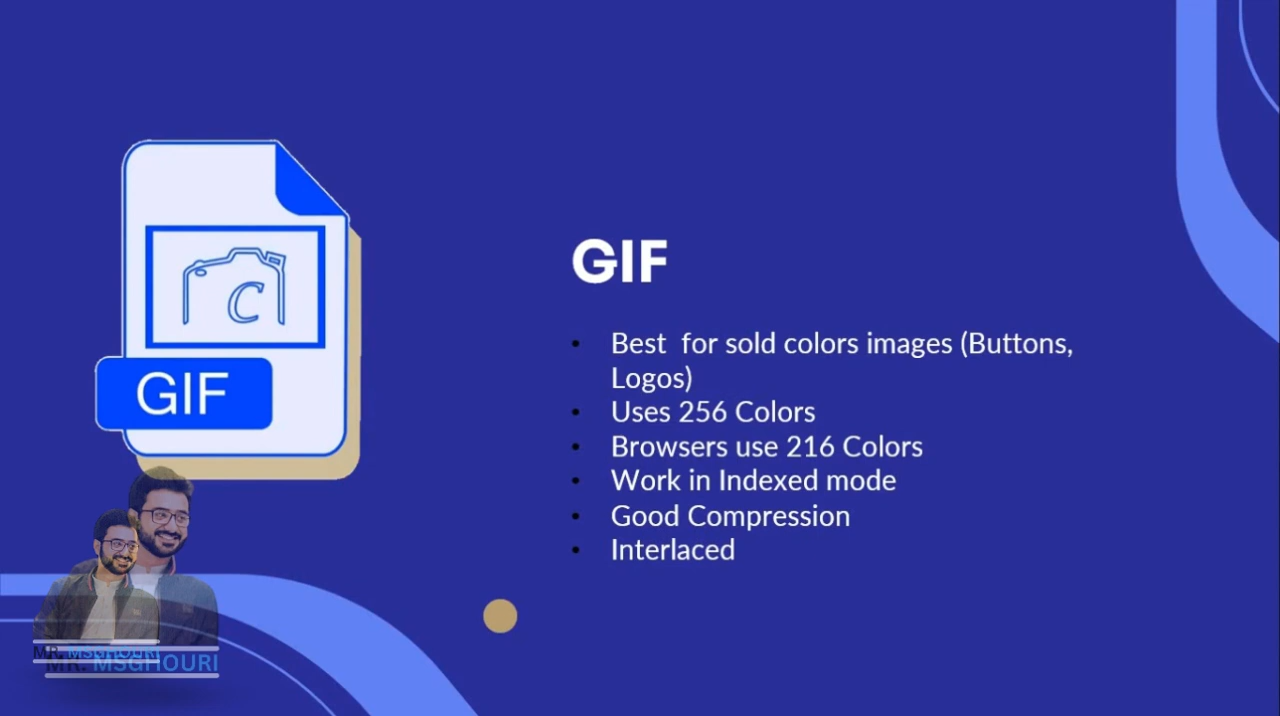 C
GIF
GIF
• Best for sold colors images (Buttons,
Logos)
• Uses 256 Colors
• Browsers use 216 Colors
• Work in Indexed mode
• Good Compression
• Interlaced
MR. MSGHOURI
MR. MSGHOURI